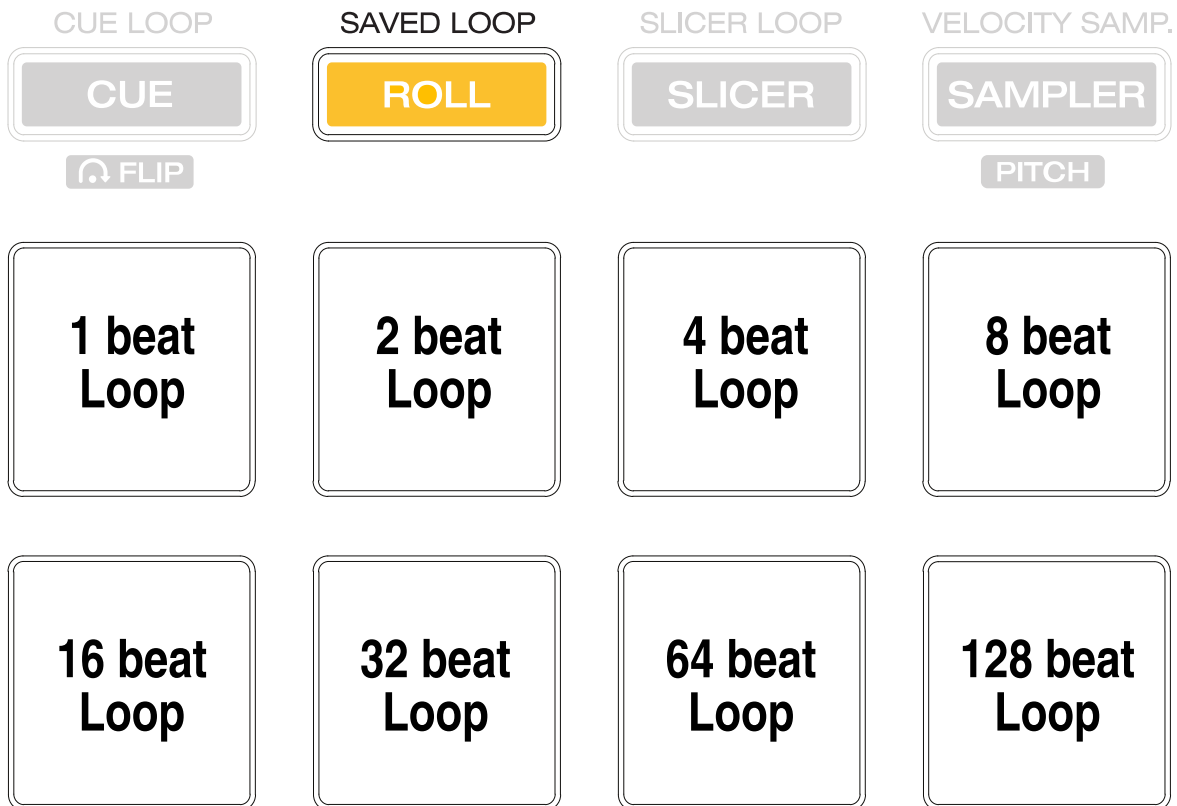 CUE LOOP SAVED LOOP SLICER LOOP VELOCITY SAMP.
CUE ROLL SLICER SAMPLER
FLIP PITCH
1 beat 2 beat 4 beat 8 beat
Loop Loop Loop Loop
16 beat 32 beat 64 beat 128 beat
Loop Loop Loop Loop